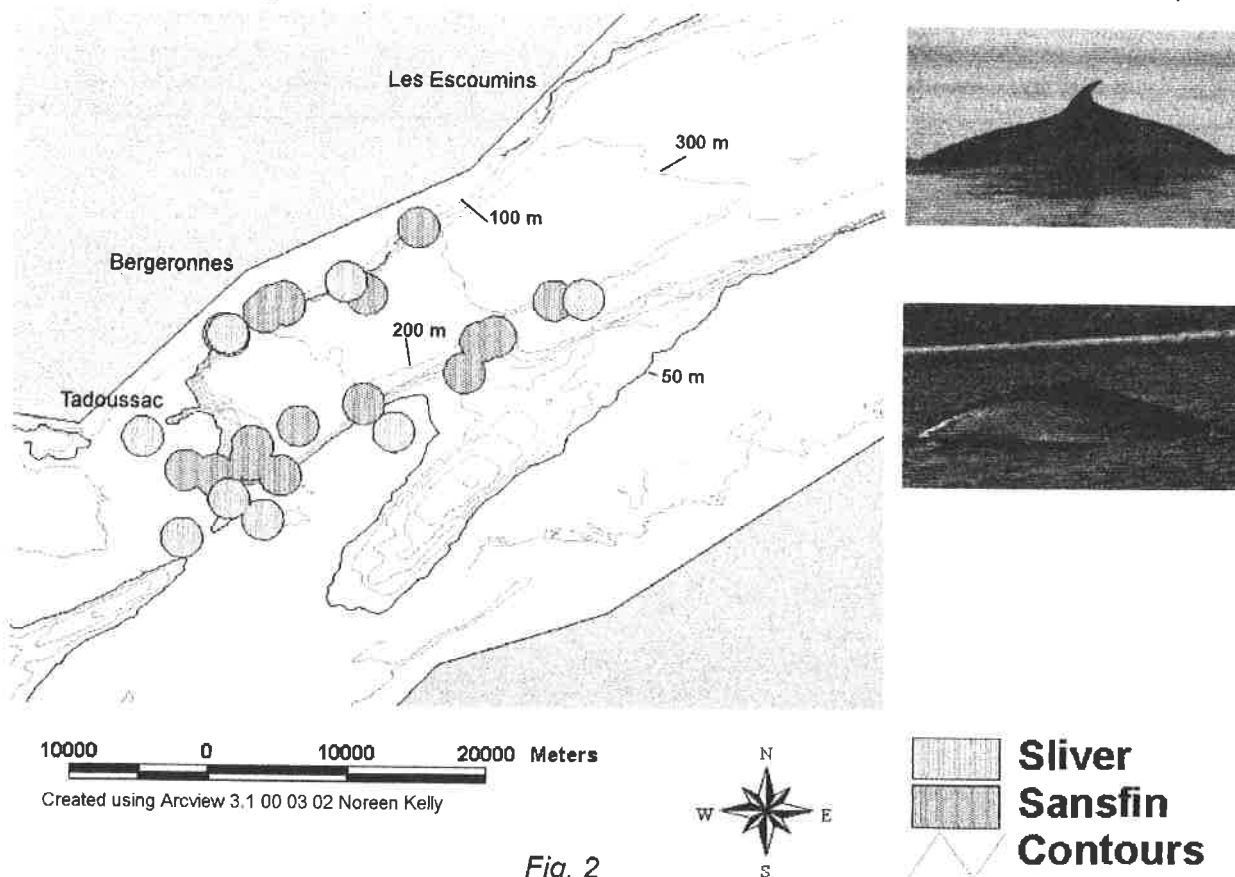 Les Escoumins
300 m
100 m
Bergeronnes
200 m
50 m
Tadoussac
10000 0 10000 20000 Meters
Created using Arcview 3.1 00 03 02 Noreen Kelly
N
W E
S
Sliver
Sansfin
Contours
Fig. 2